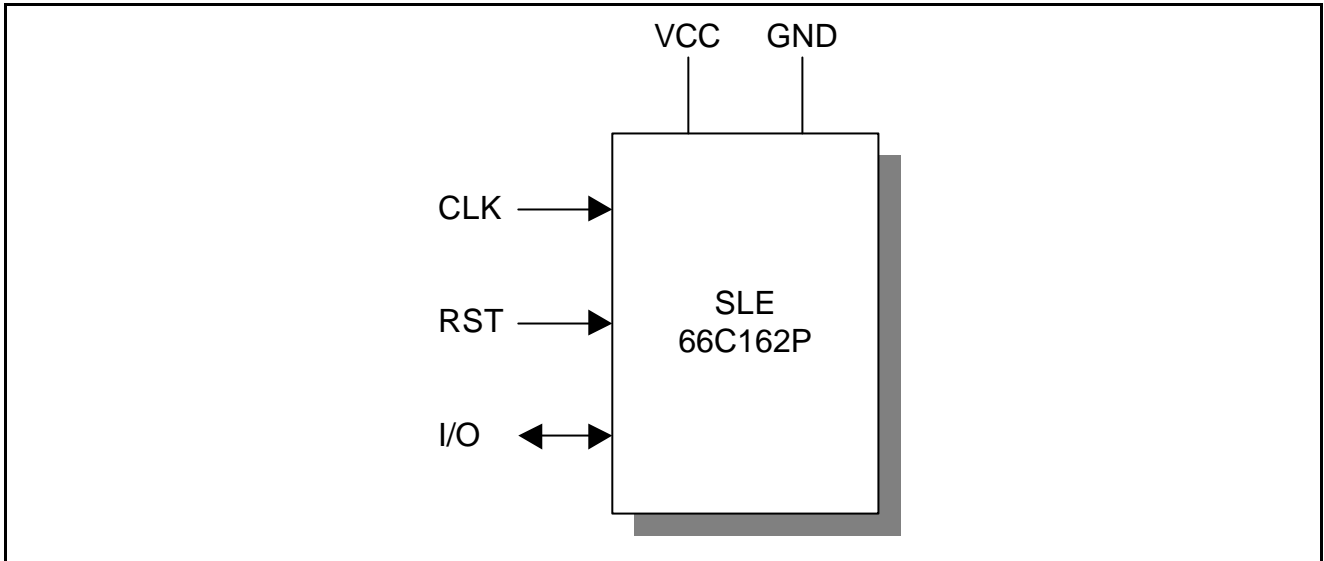 VCC GND
CLK
RST
SLE
66C162P
I/O